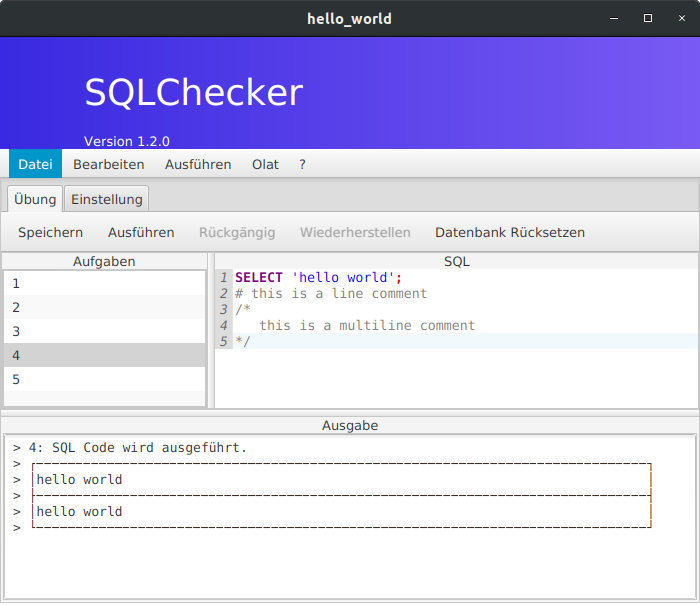 hello_world
SQLChecker
Version 1.2.0
Datei Bearbeiten Ausführen Olat ?
Übung Einstellung
Speichern Ausführen Rückgängig Wiederherstellen Datenbank Rücksetzen
Aufgaben
1
2
3
4
5
SQL
1 SELECT 'hello world';
2 # this is a line comment
3 /*
4    this is a multiline comment
5 */
Ausgabe
> 4: SQL Code wird ausgeführt.
>
> hello world
>
> hello world
>